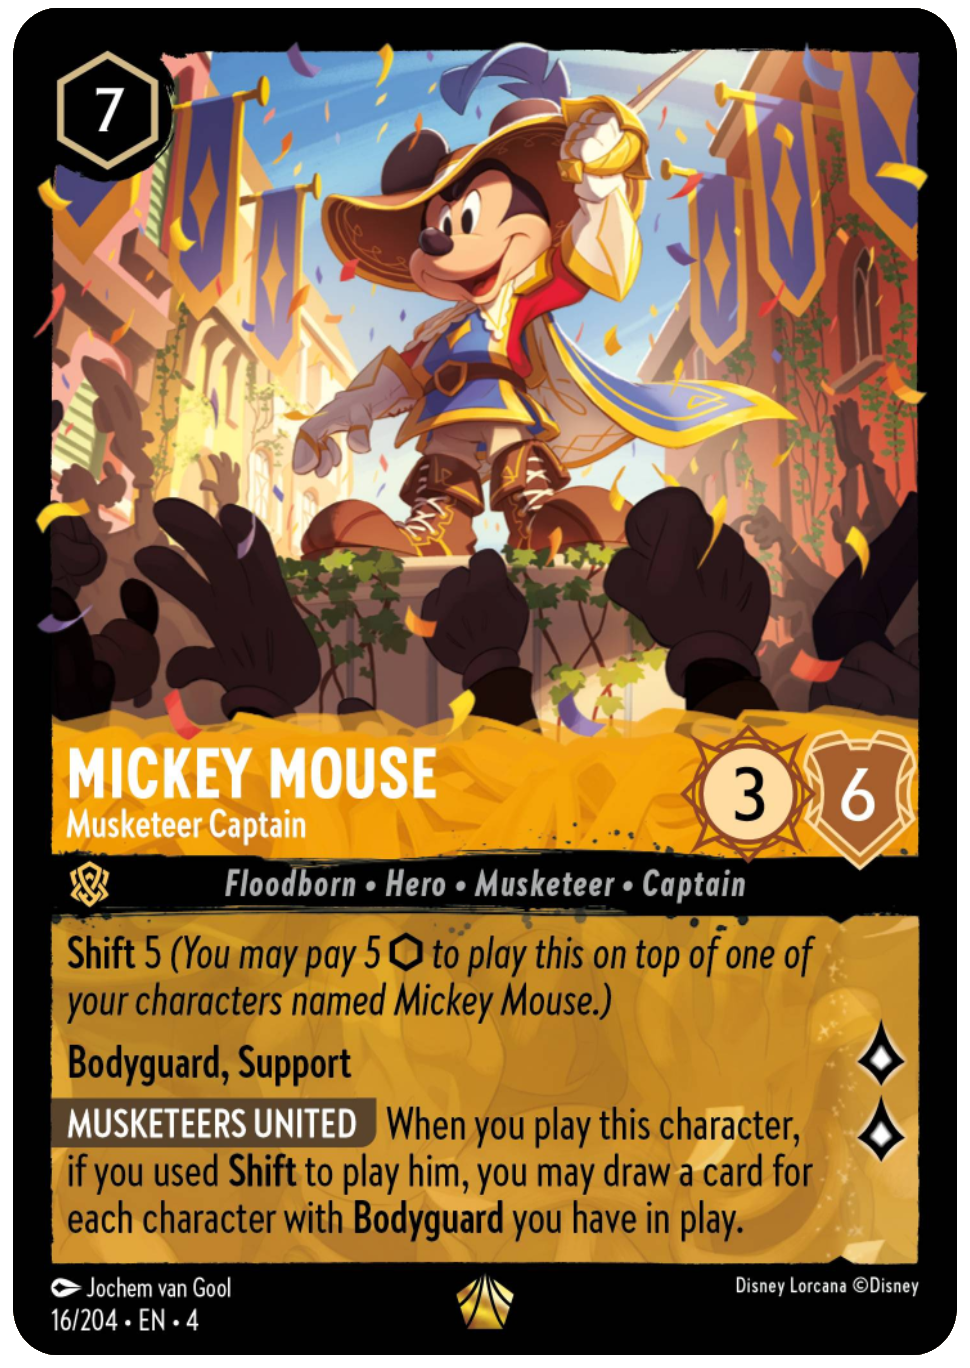 7
MICKEY MOUSE
Musketeer Captain
3
6
Floodborn • Hero • Musketeer • Captain
Shift 5 (You may pay 5 ⬡ to play this on top of one of
your characters named Mickey Mouse.)
Bodyguard, Support
MUSKETEERS UNITED When you play this character,
if you used Shift to play him, you may draw a card for
each character with Bodyguard you have in play.
Jochem van Gool
Disney Lorcana ©Disney
16/204 • EN • 4